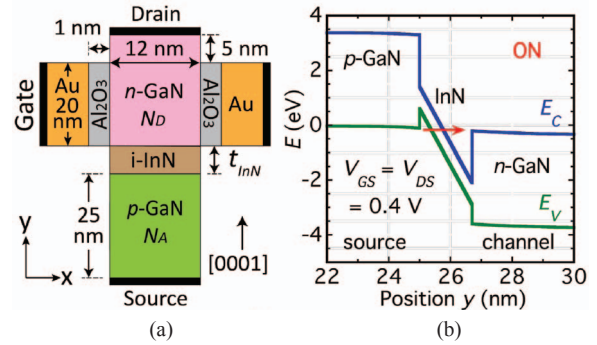 Drain
1 nm
12 nm
5 nm
Gate
Au
20 nm
Al2O3
n-GaN
ND
Al2O3
Au
i-InN
tInN
25
nm
p-GaN
NA
y
x
[0001]
Source
(a)
E (eV)
4
2
0
-2
-4
p-GaN
ON
InN
EC
n-GaN
VGS = VDS
= 0.4 V
EV
source
channel
22 24 26 28 30
Position y (nm)
(b)